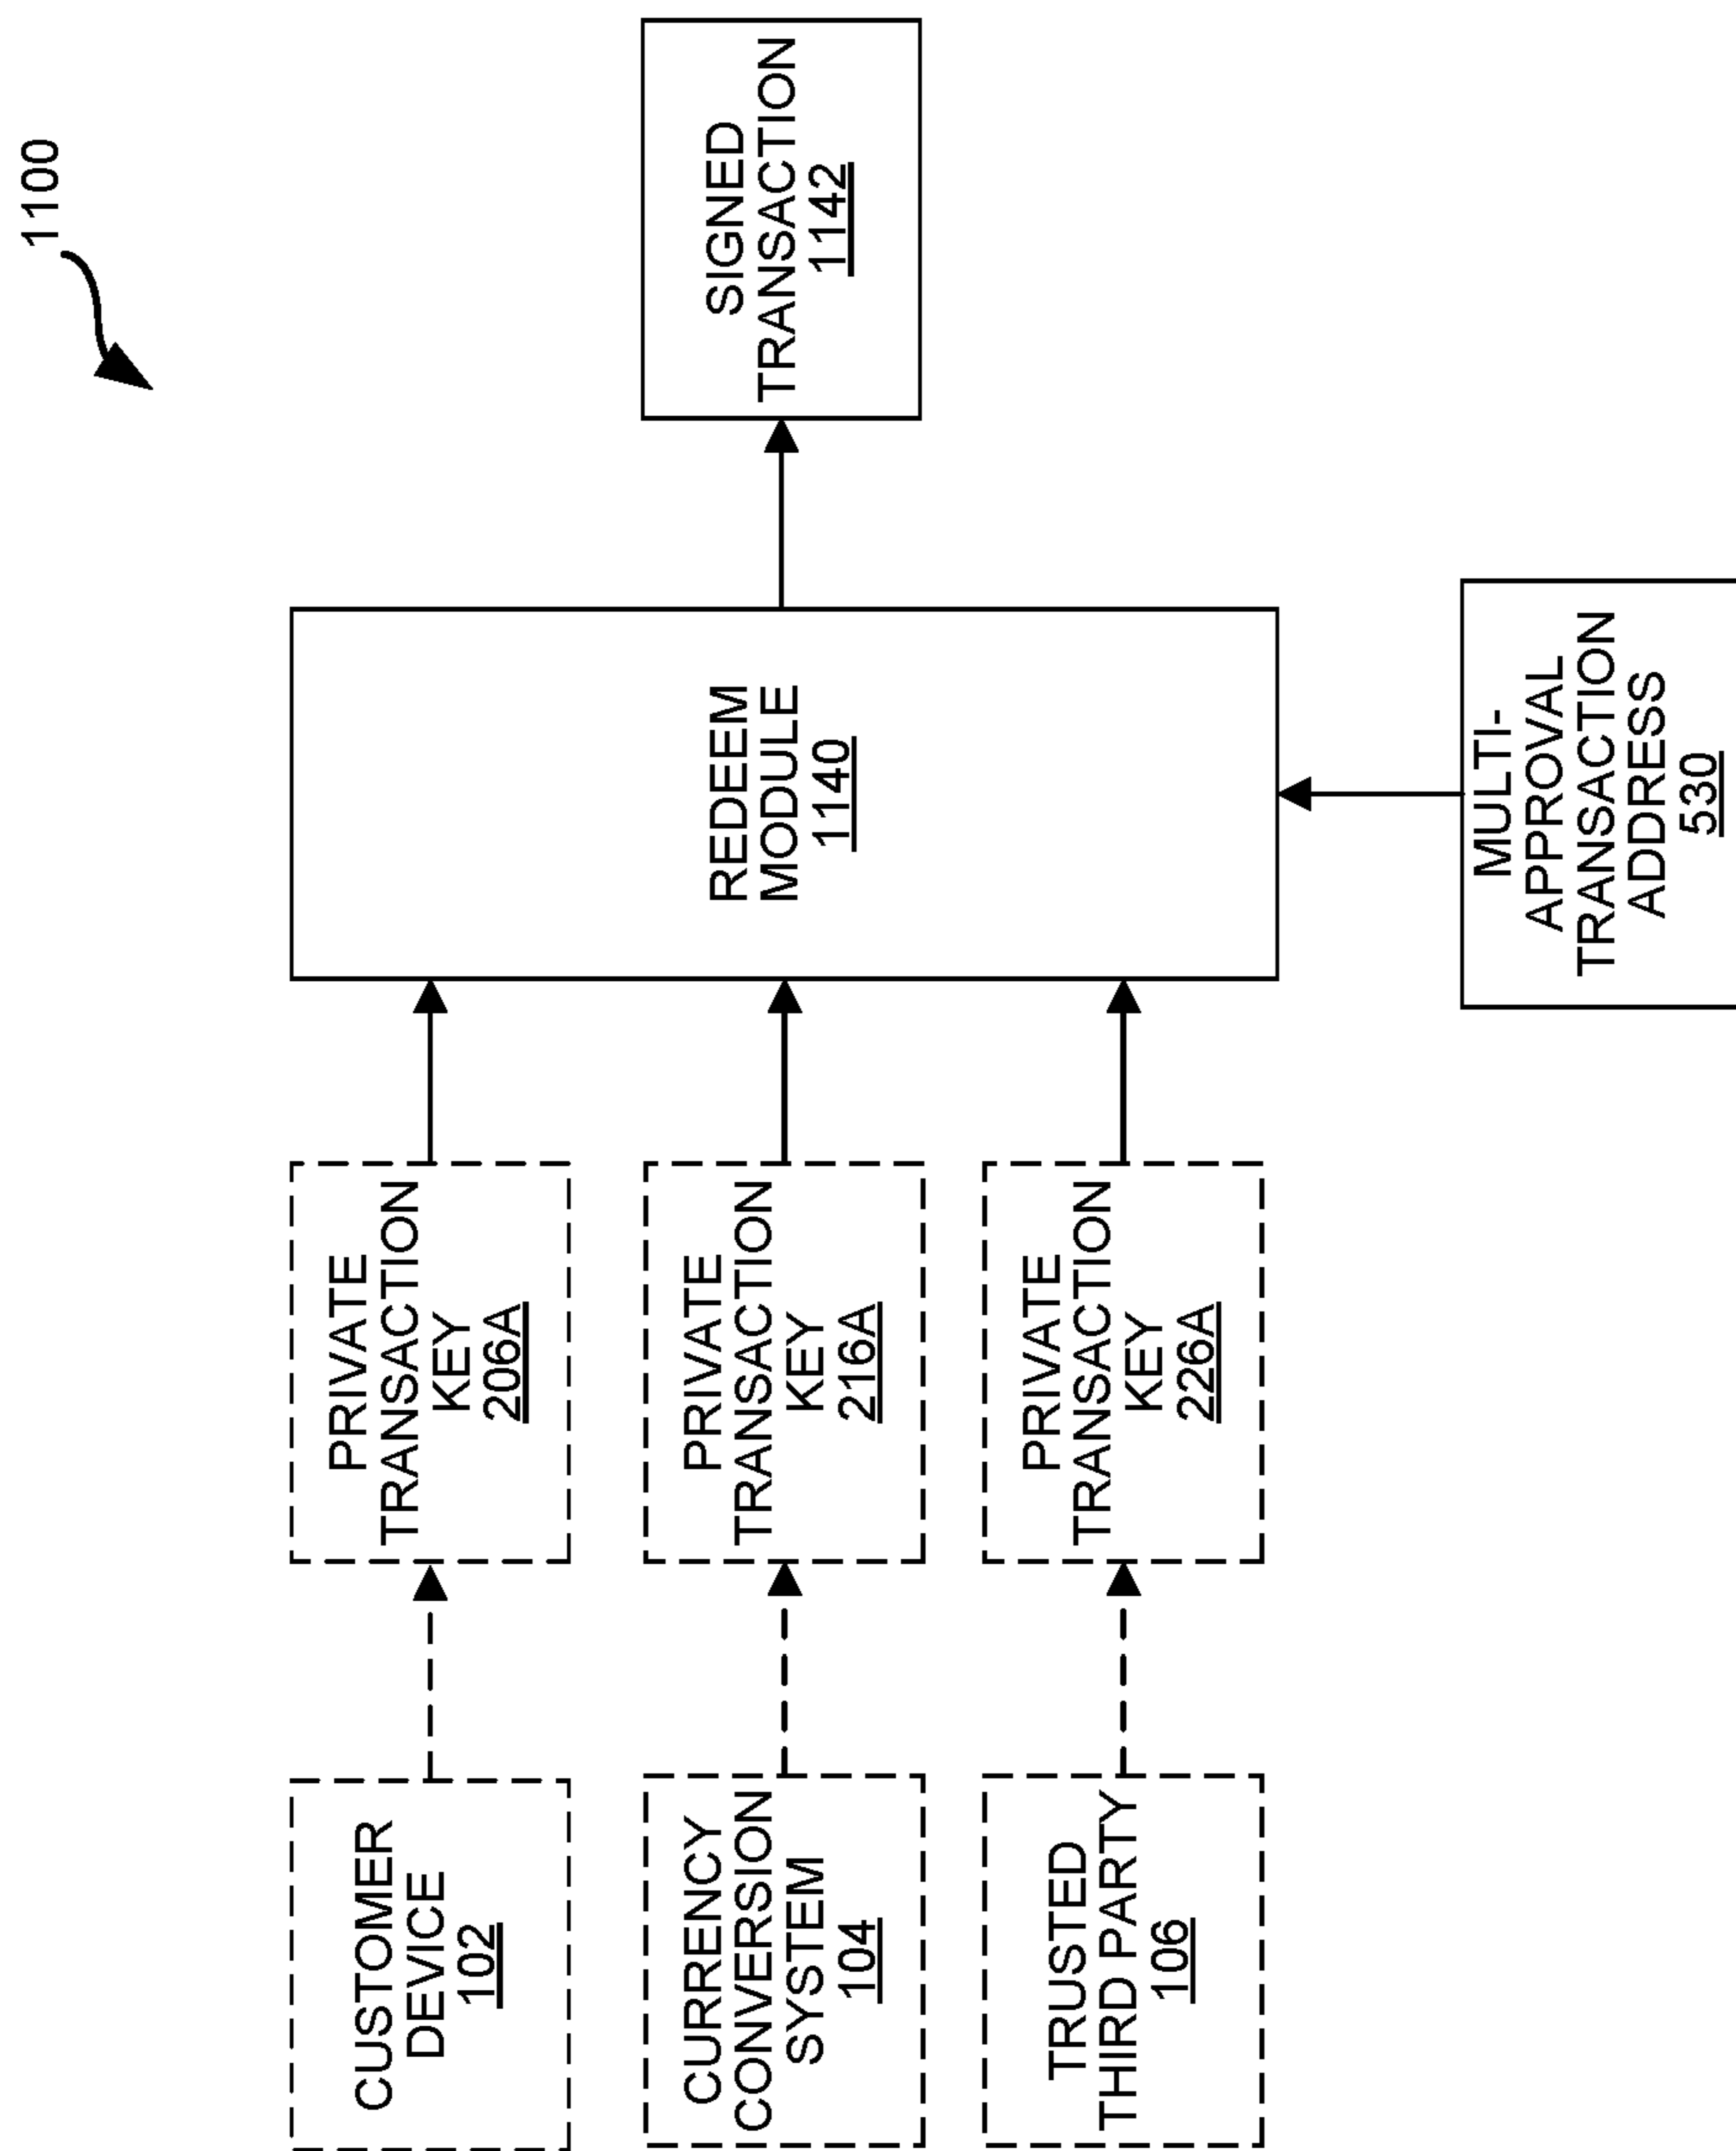 1100
CUSTOMER
DEVICE
102
PRIVATE
TRANSACTION
KEY
206A
CURRENCY
CONVERSION
SYSTEM
104
PRIVATE
TRANSACTION
KEY
216A
TRUSTED
THIRD PARTY
106
PRIVATE
TRANSACTION
KEY
226A
REDEEM
MODULE
1140
SIGNED
TRANSACTION
1142
MULTI-
APPROVAL
TRANSACTION
ADDRESS
530